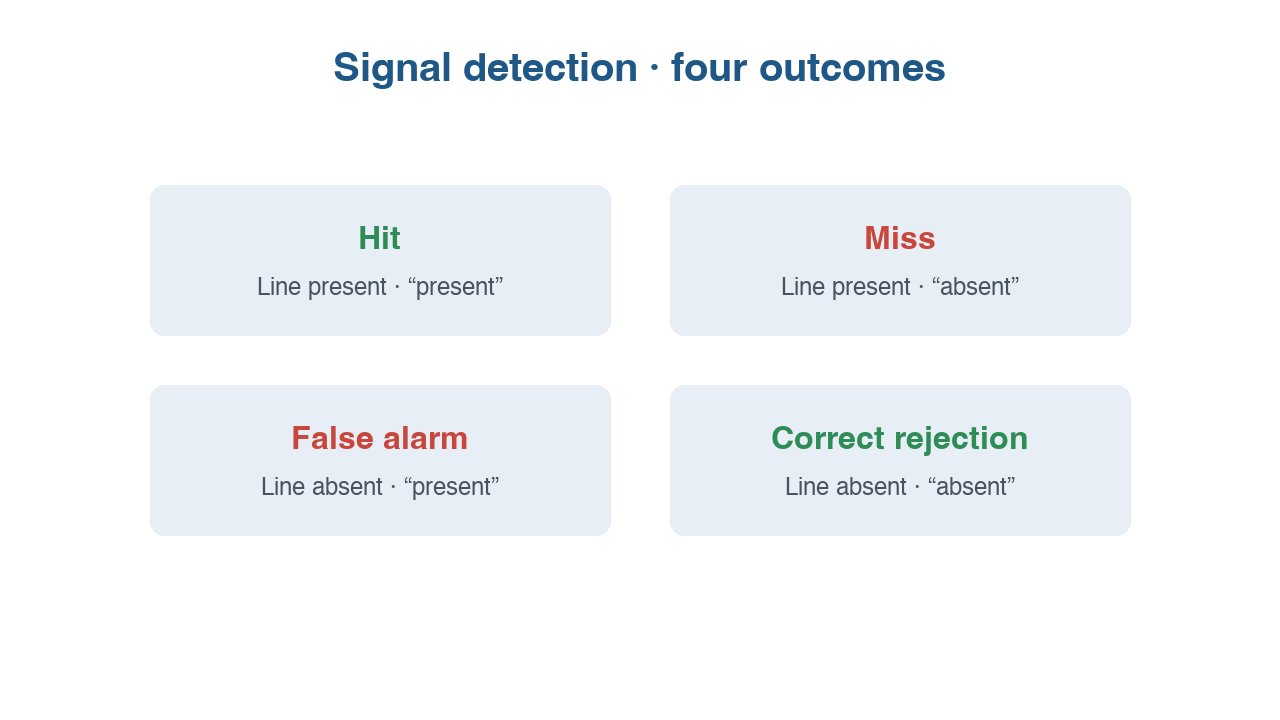 Signal detection · four outcomes
Hit
Line present · “present”
Miss
Line present · “absent”
False alarm
Line absent · “present”
Correct rejection
Line absent · “absent”